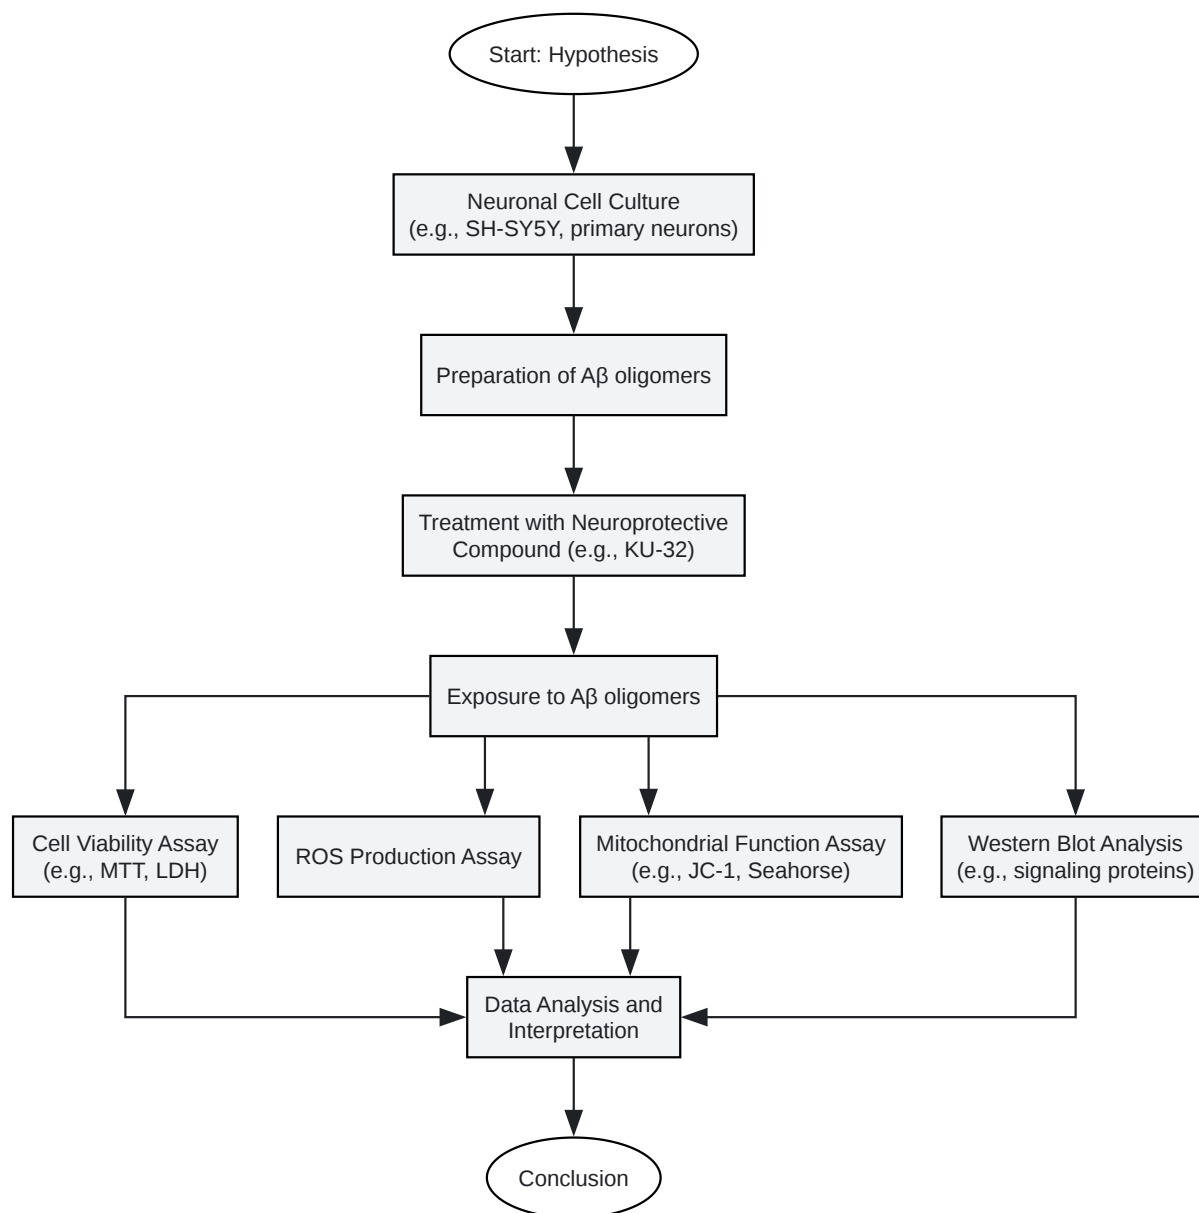 Start: Hypothesis
Neuronal Cell Culture
(e.g., SH-SY5Y, primary neurons)
Preparation of Aβ oligomers
Treatment with Neuroprotective
Compound (e.g., KU-32)
Exposure to Aβ oligomers
Cell Viability Assay
(e.g., MTT, LDH)
ROS Production Assay
Mitochondrial Function Assay
(e.g., JC-1, Seahorse)
Western Blot Analysis
(e.g., signaling proteins)
Data Analysis and
Interpretation
Conclusion